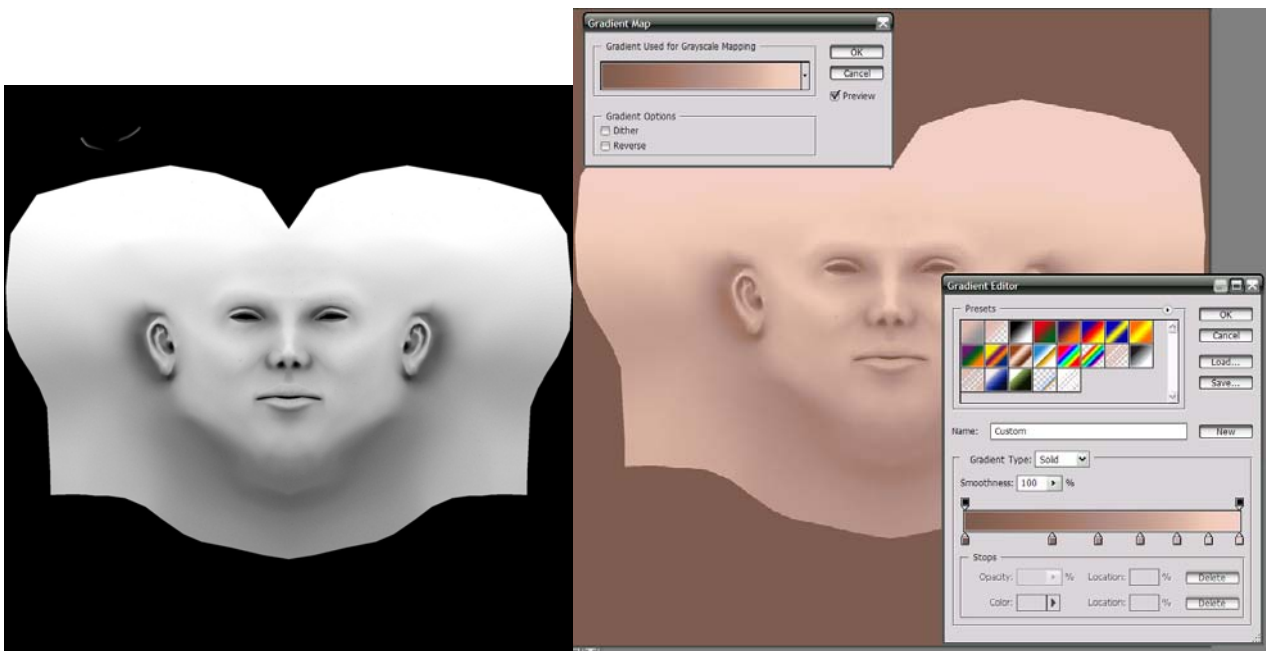 Gradient Map
Gradient Used for Grayscale Mapping
OK
Cancel
Preview
Gradient Options
Dither
Reverse
Gradient Editor
Presets
OK
Cancel
Load...
Save...
Name: Custom New
Gradient Type: Solid
Smoothness: 100 %
Stops
Opacity: % Location: % Delete
Color: Location: % Delete